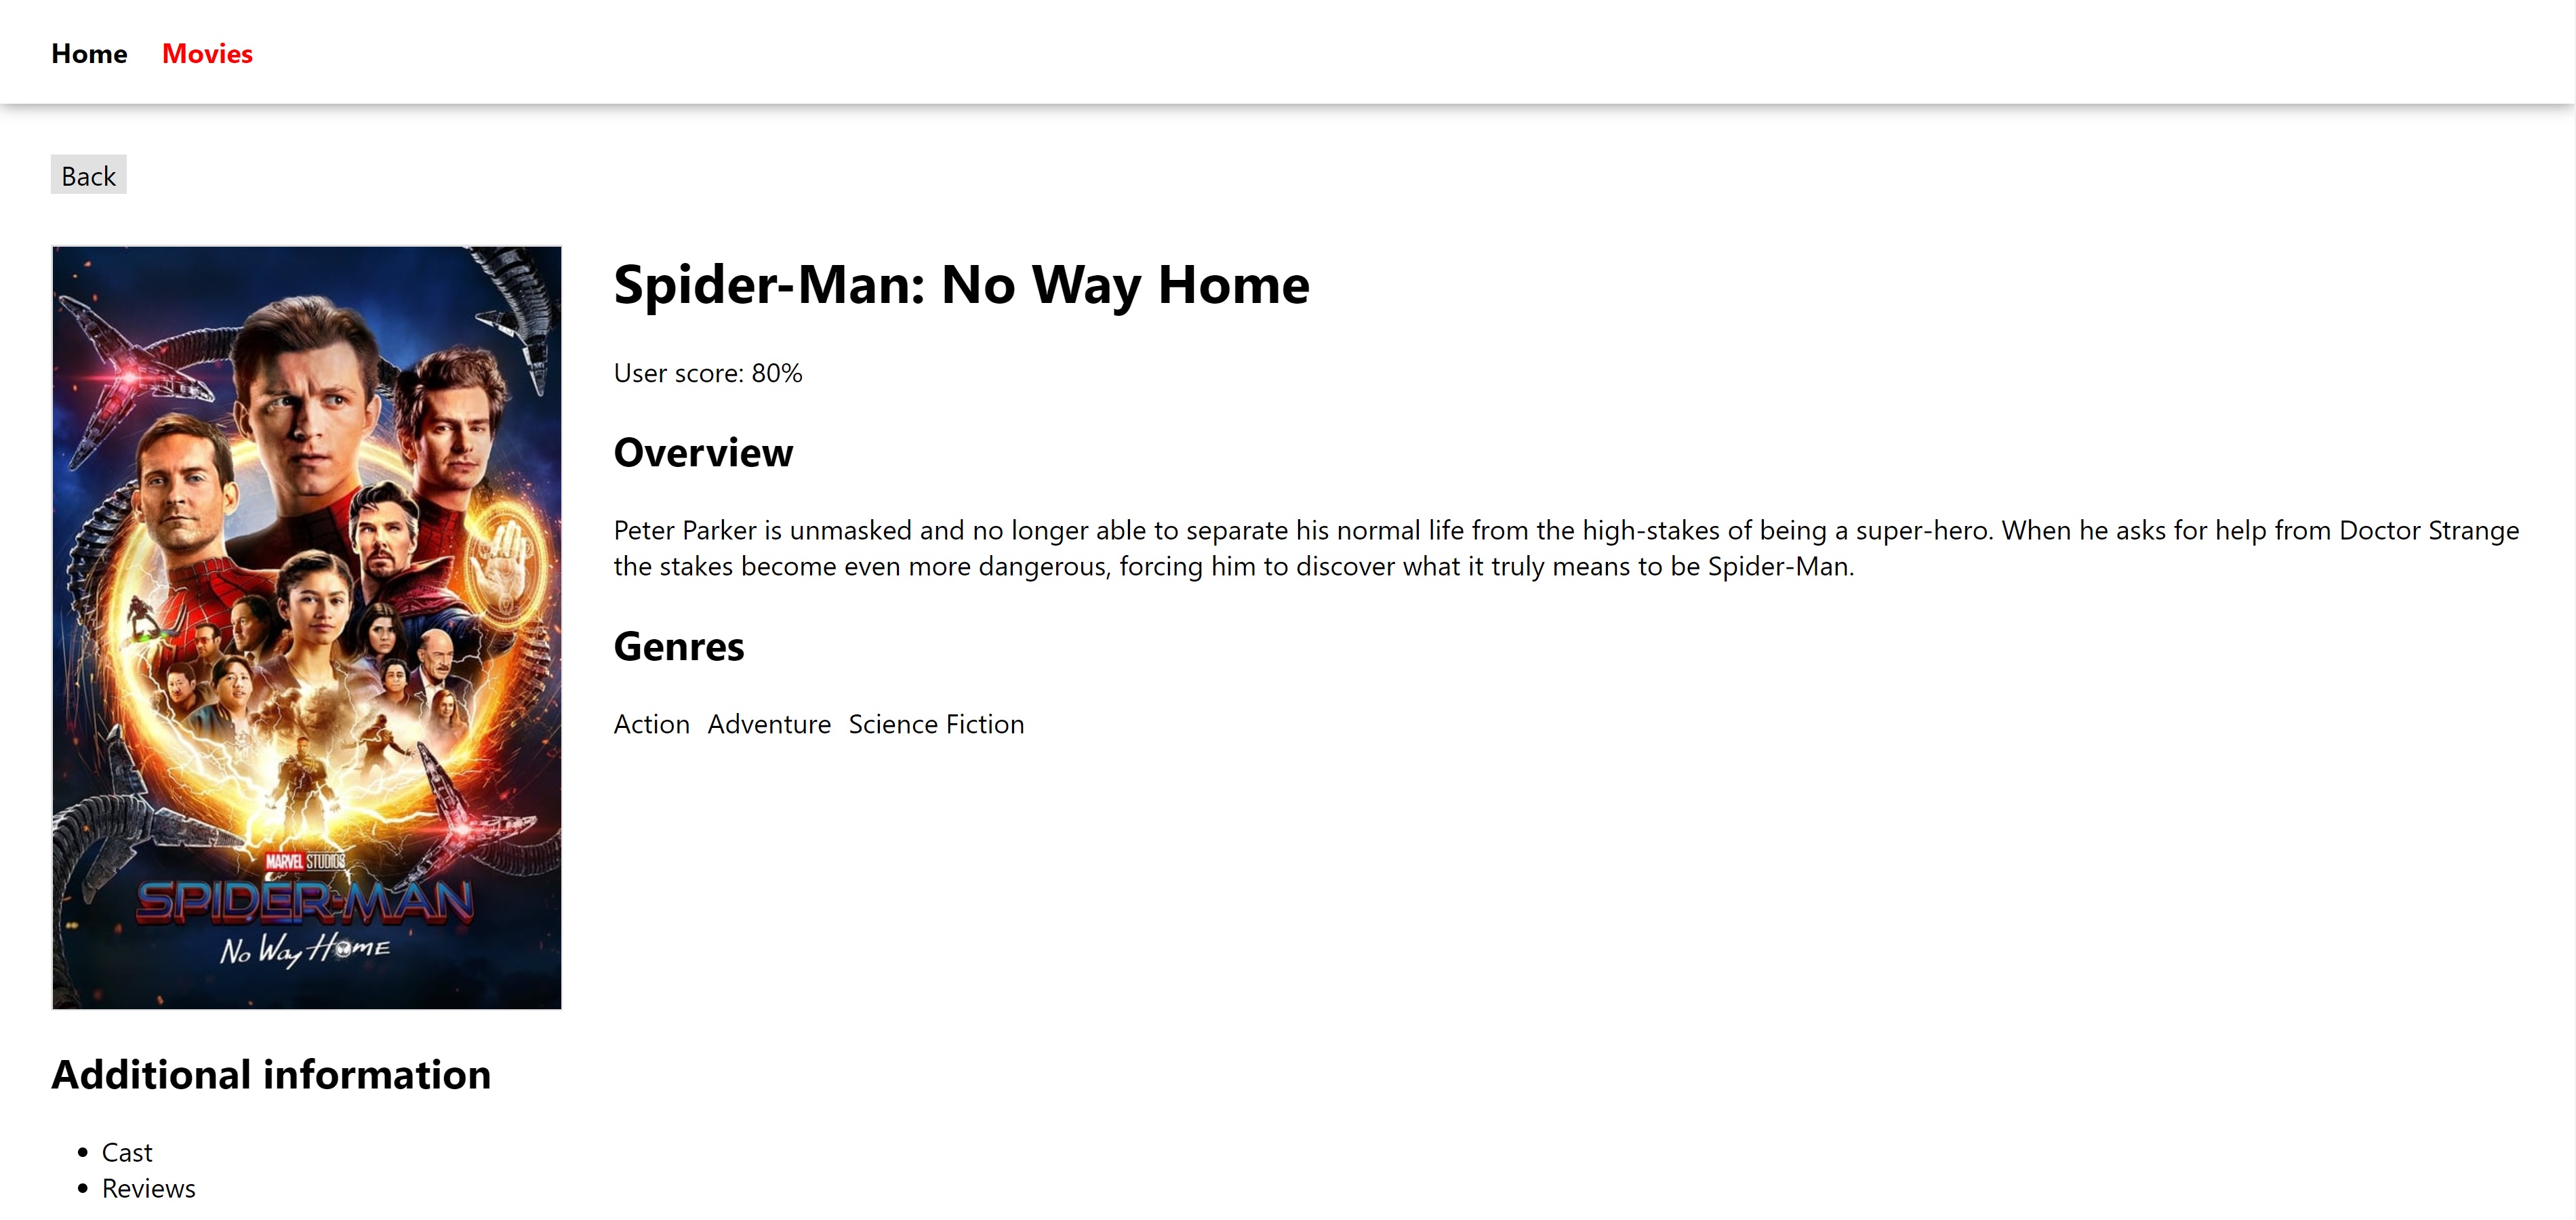 Home Movies
Back
MARVEL STUDIOS
SPIDER-MAN
No Way Home
Spider-Man: No Way Home
User score: 80%
Overview
Peter Parker is unmasked and no longer able to separate his normal life from the high-stakes of being a super-hero. When he asks for help from Doctor Strange
the stakes become even more dangerous, forcing him to discover what it truly means to be Spider-Man.
Genres
Action Adventure Science Fiction
Additional information
• Cast
• Reviews